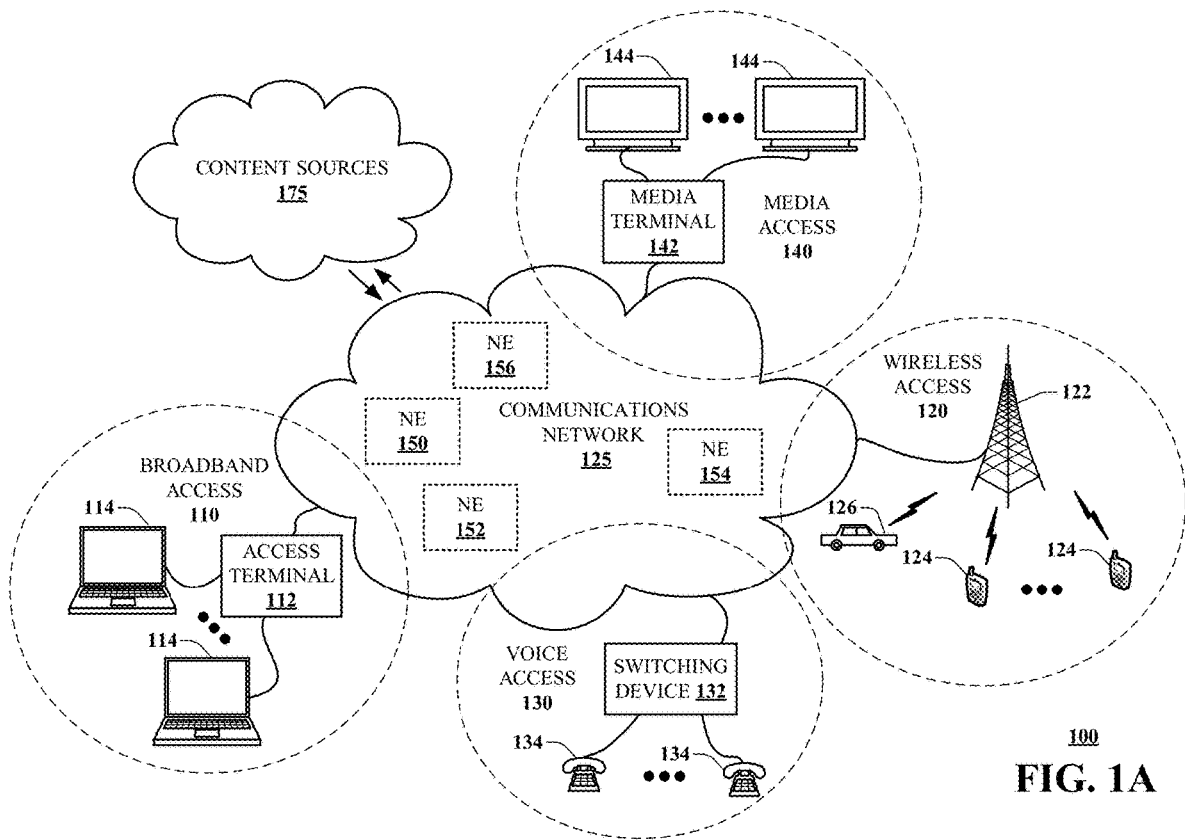 144
144
CONTENT SOURCES
175
MEDIA
TERMINAL
142
MEDIA
ACCESS
140
NE
156
WIRELESS
ACCESS
120
122
COMMUNICATIONS
NETWORK
125
NE
150
NE
154
BROADBAND
ACCESS
110
114
NE
152
126
ACCESS
TERMINAL
112
124
124
114
VOICE
ACCESS
130
SWITCHING
DEVICE 132
134
134
100
FIG. 1A